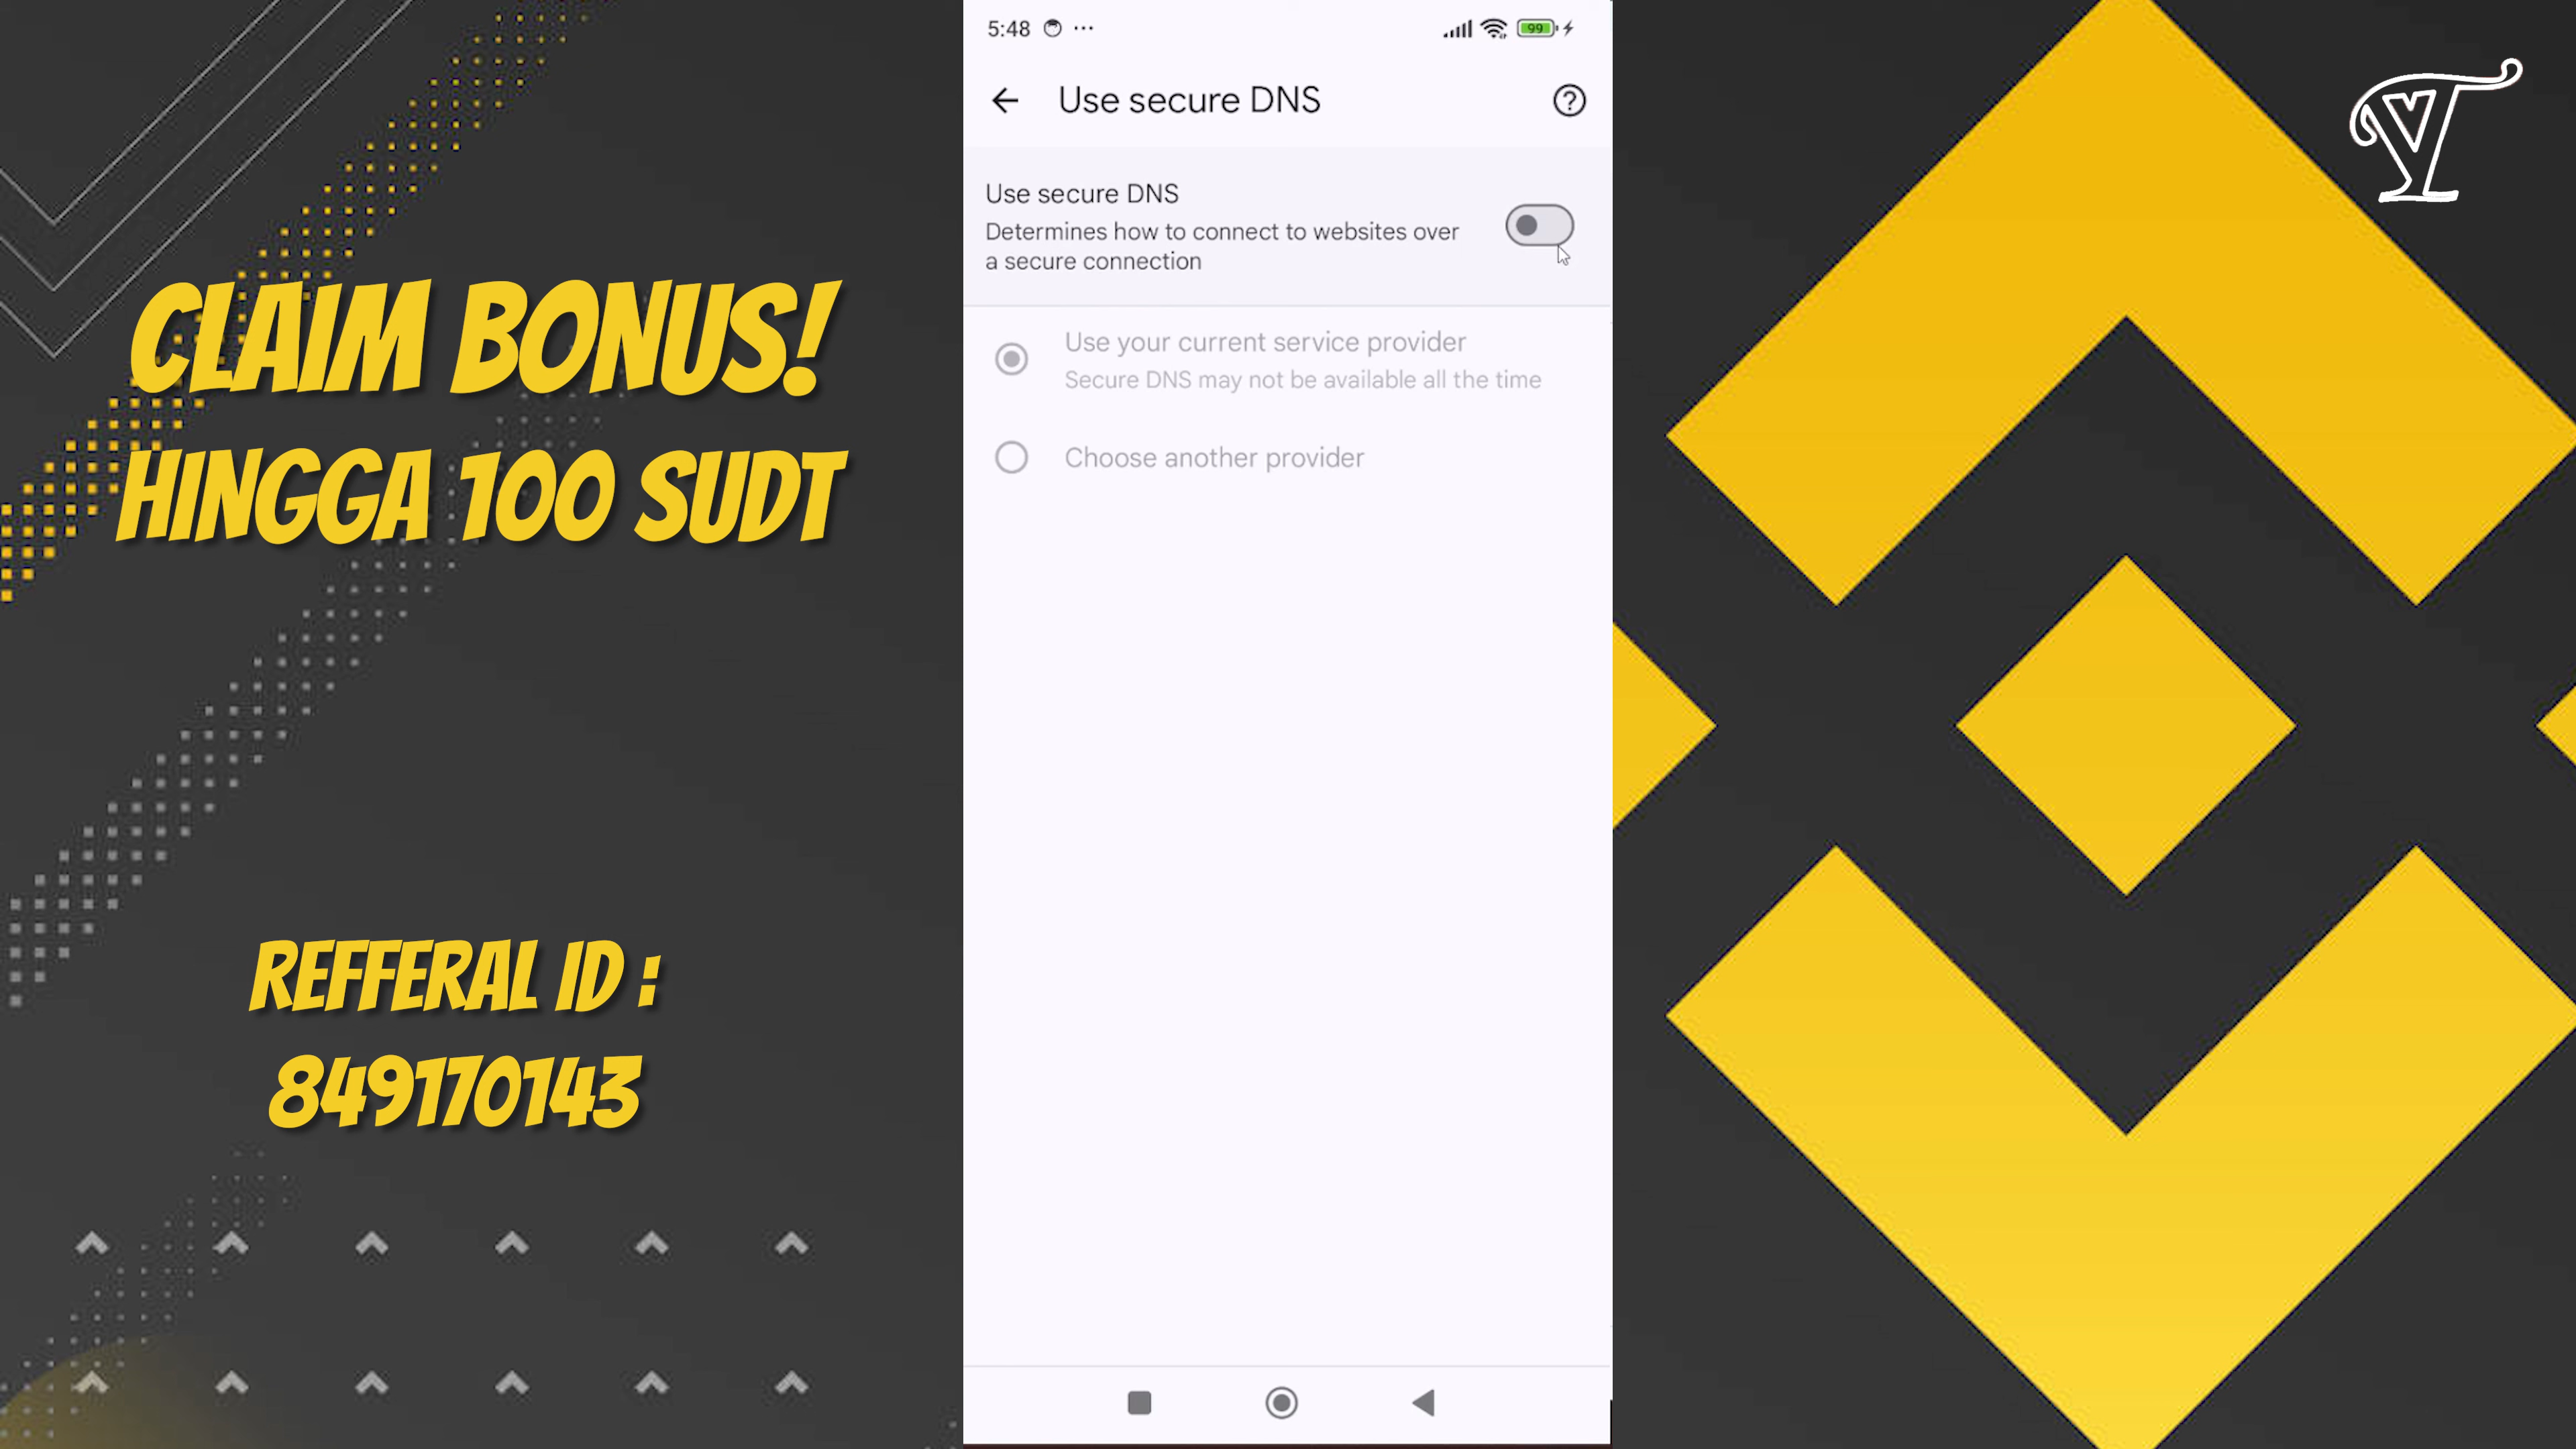 CLAIM BONUS!
HINGGA 100 SUDT
REFFERAL ID :
849170143
5:48
99
Use secure DNS
Use secure DNS
Determines how to connect to websites over
a secure connection
Use your current service provider
Secure DNS may not be available all the time
Choose another provider
YT